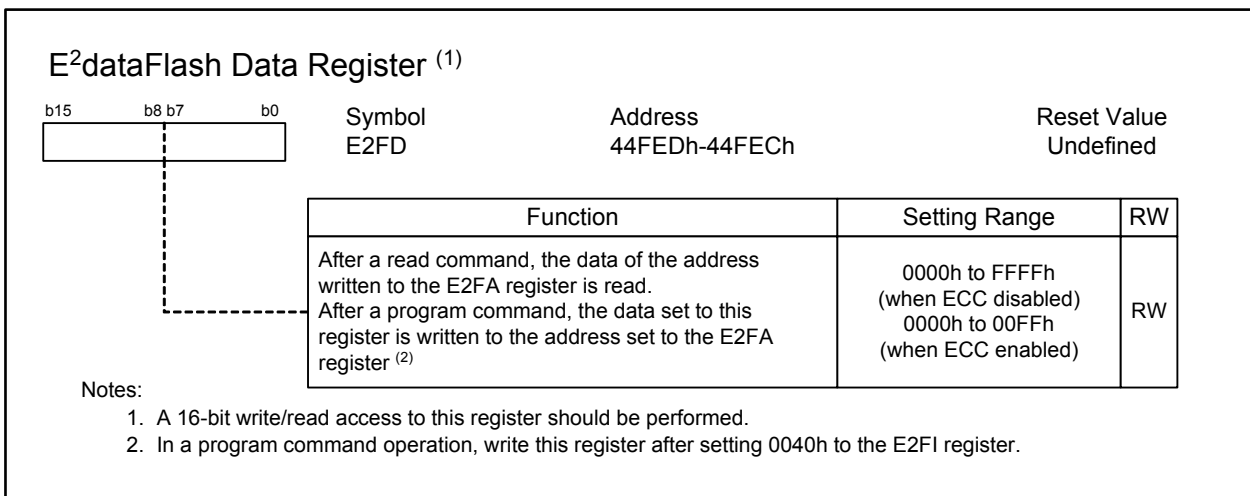 E²dataFlash Data Register (1)
b15 b8 b7 b0
Symbol Address Reset Value
E2FD 44FEDh-44FECh Undefined
Function Setting Range RW
After a read command, the data of the address
written to the E2FA register is read.
After a program command, the data set to this
register is written to the address set to the E2FA
register (2)
0000h to FFFFh
(when ECC disabled)
0000h to 00FFh
(when ECC enabled)
RW
Notes:
1. A 16-bit write/read access to this register should be performed.
2. In a program command operation, write this register after setting 0040h to the E2FI register.